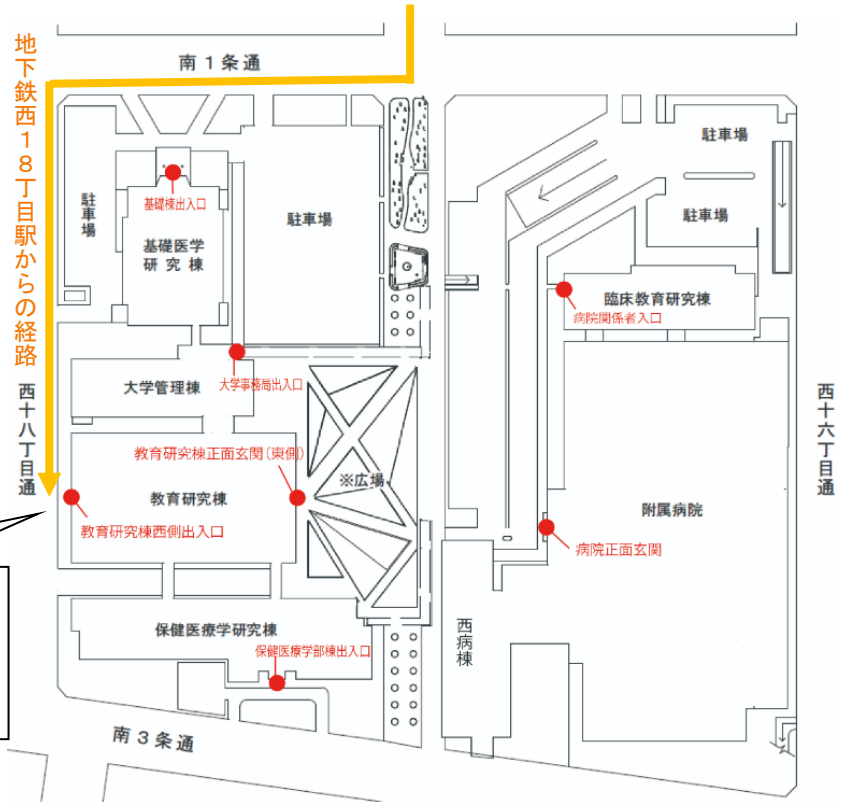 南１条通
地下鉄西１８丁目駅からの経路
駐車場
駐車場
基礎棟出入口
駐車場
基礎医学
研究棟
駐車場
臨床教育研究棟
病院関係者入口
大学管理棟
大学事務局出入口
西十八丁目通
西十六丁目通
教育研究棟正面玄関（東側）
※広場
教育研究棟
附属病院
教育研究棟西側出入口
病院正面玄関
保健医療学研究棟
西病棟
保健医療学部棟出入口
南３条通